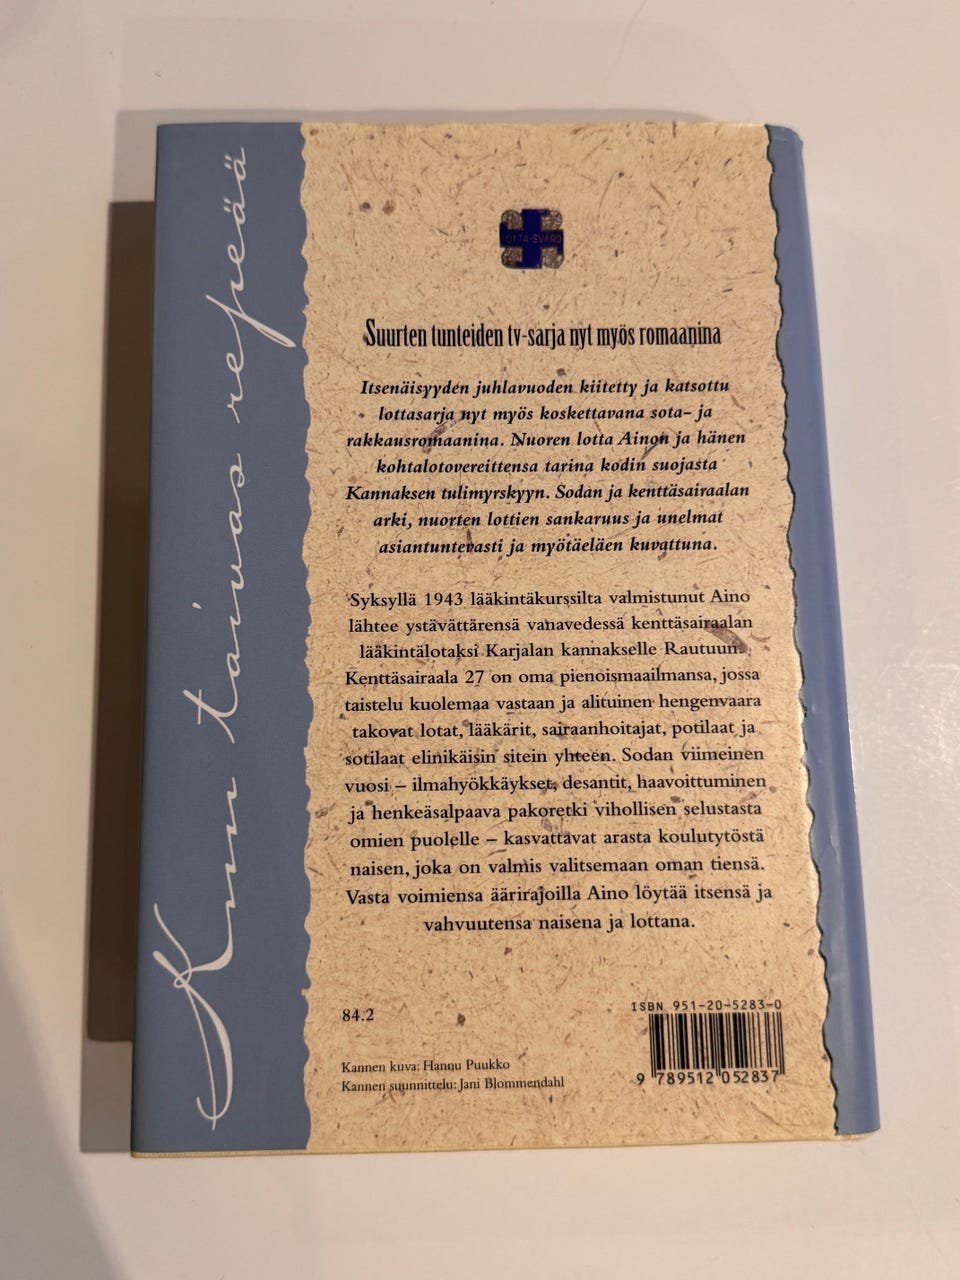 Kun taivas repeää
LOTTA-SVÄRD
Suurten tunteiden tv-sarja nyt myös romaanina
Itsenäisyyden juhlavuoden kiitetty ja katsottu
lottasarja nyt myös koskettavana sota- ja
rakkausromaanina. Nuoren lotta Ainon ja hänen
kohtalotovereittensa tarina kodin suojasta
Kannaksen tulimyrskyyn. Sodan ja kenttäsairaalan
arki, nuorten lottien sankaruus ja unelmat
asiantuntevasti ja myötäeläen kuvattuna.
Syksyllä 1943 lääkintäkurssilta valmistunut Aino
lähtee ystävättärensä vanavedessä kenttäsairaalan
lääkintälotaksi Karjalan kannakselle Rautuun.
Kenttäsairaala 27 on oma pienoismaailmansa, jossa
taistelu kuolemaa vastaan ja alituinen hengenvaara
takovat lotat, lääkärit, sairaanhoitajat, potilaat ja
sotilaat elinikäisin sitein yhteen. Sodan viimeinen
vuosi – ilmahyökkäykset, desantit, haavoittuminen
ja henkeäsalpaava pakoretki vihollisen selustasta
omien puolelle – kasvattavat arasta koulutytöstä
naisen, joka on valmis valitsemaan oman tiensä.
Vasta voimiensa äärirajoilla Aino löytää itsensä ja
vahvuutensa naisena ja lottana.
84.2
Kannen kuva: Hannu Puukko
Kannen suunnittelu: Jani Blommendahl
ISBN 951-20-5283-0
9 789512 052837